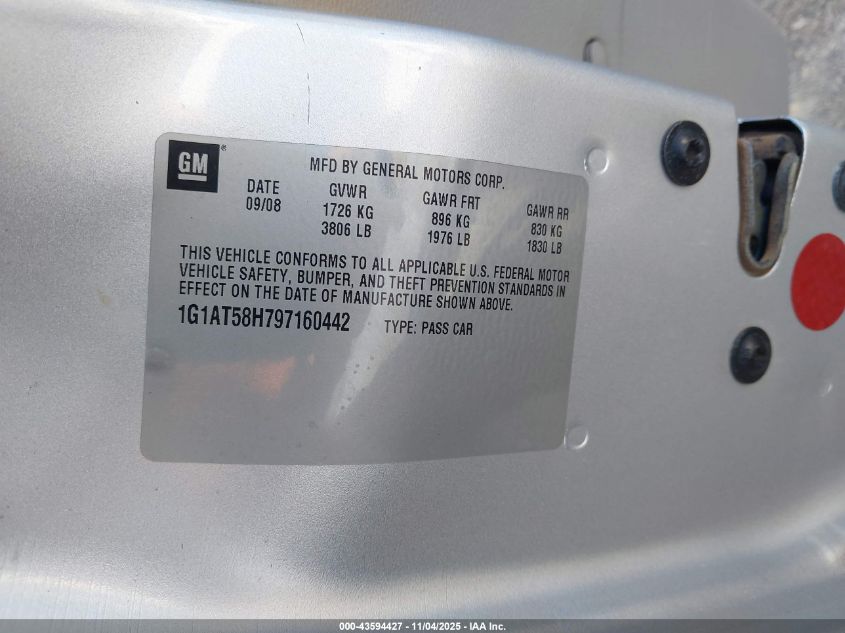 GM®
MFD BY GENERAL MOTORS CORP.
DATE GVWR GAWR FRT GAWR RR
09/08 1726 KG 896 KG 830 KG
3806 LB 1976 LB 1830 LB
THIS VEHICLE CONFORMS TO ALL APPLICABLE U.S. FEDERAL MOTOR
VEHICLE SAFETY, BUMPER, AND THEFT PREVENTION STANDARDS IN
EFFECT ON THE DATE OF MANUFACTURE SHOWN ABOVE.
1G1AT58H797160442 TYPE: PASS CAR
000-43594427 - 11/04/2025 - IAA Inc.